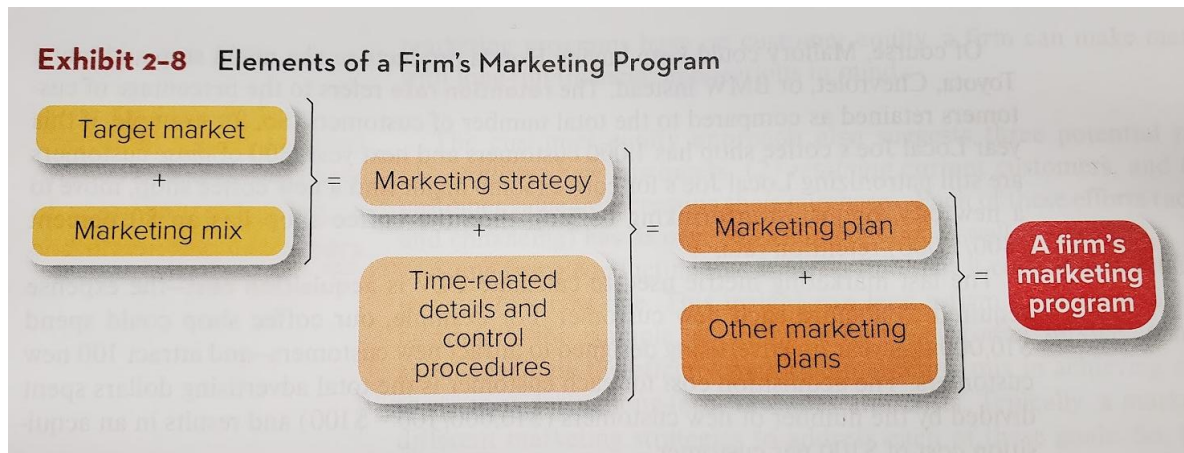 Exhibit 2–8 Elements of a Firm's Marketing Program
Target market
+
Marketing mix
=
Marketing strategy
+
Time-related
details and
control
procedures
=
Marketing plan
+
Other marketing
plans
=
A firm's
marketing
program